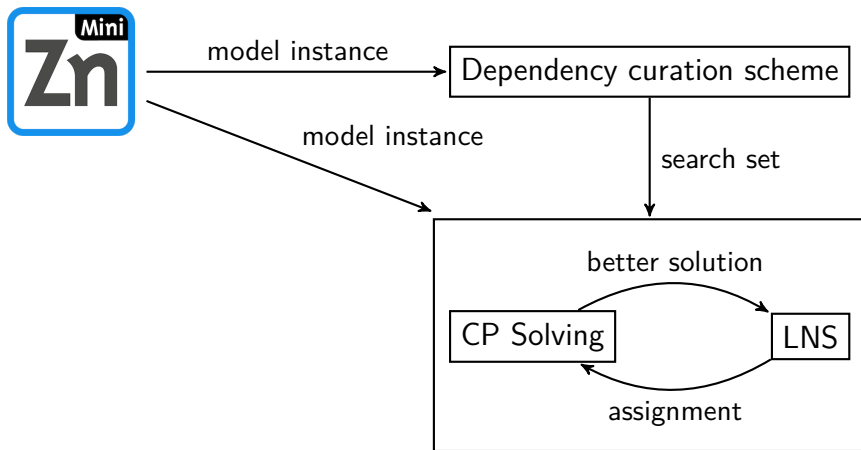 Mini
Zn
model instance
Dependency curation scheme
model instance
search set
better solution
CP Solving
LNS
assignment